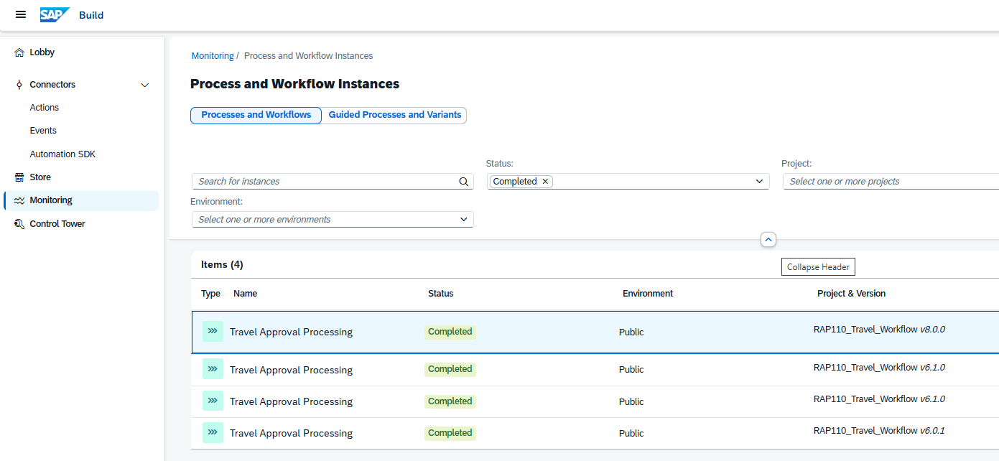 SAP Build
Lobby
Connectors
Actions
Events
Automation SDK
Store
Monitoring
Control Tower
Monitoring / Process and Workflow Instances
Process and Workflow Instances
Processes and Workflows Guided Processes and Variants
Status: Project:
Search for instances Completed Select one or more projects
Environment:
Select one or more environments
Items (4) Collapse Header
Type Name Status Environment Project & Version
Travel Approval Processing Completed Public RAP110_Travel_Workflow v8.0.0
Travel Approval Processing Completed Public RAP110_Travel_Workflow v6.1.0
Travel Approval Processing Completed Public RAP110_Travel_Workflow v6.1.0
Travel Approval Processing Completed Public RAP110_Travel_Workflow v6.0.1